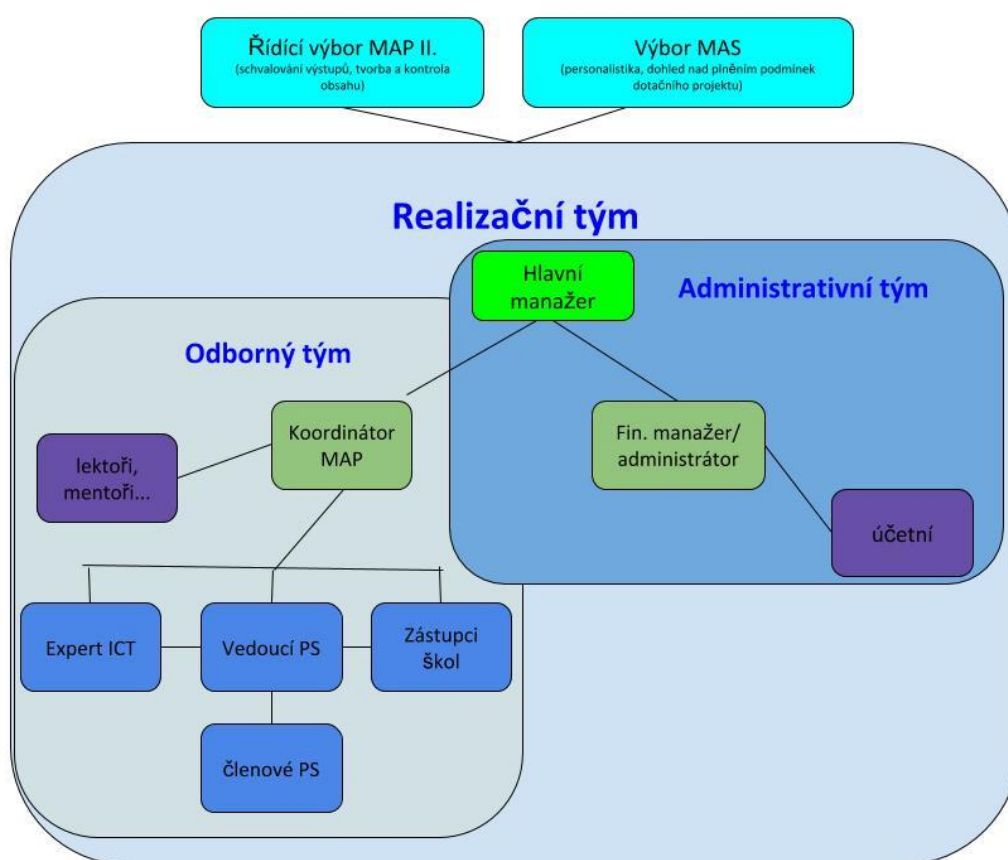 Řídící výbor MAP II.
(schvalování výstupů, tvorba a kontrola
obsahu)
Výbor MAS
(personalistika, dohled nad plněním podmínek
dotačního projektu)
Realizační tým
Hlavní
manažer
Administrativní tým
Odborný tým
Koordinátor
MAP
Fin. manažer/
administrátor
lektoři,
mentoři...
účetní
Expert ICT
Vedoucí PS
Zástupci
škol
členové PS